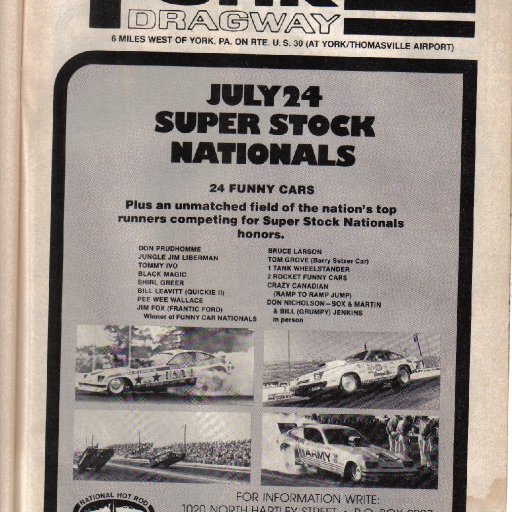 YORK
DRAGWAY
6 MILES WEST OF YORK, PA. ON RTE. U. S. 30 (AT YORK/THOMASVILLE AIRPORT)
JULY 24
SUPER STOCK
NATIONALS
24 FUNNY CARS
Plus an unmatched field of the nation's top
runners competing for Super Stock Nationals
honors.
DON PRUDHOMME
JUNGLE JIM LIBERMAN
TOMMY IVO
BLACK MAGIC
SHIRL GREER
BILL LEAVITT (QUICKIE II)
PEE WEE WALLACE
JIM FOX (FRANTIC FORD)
Winner of FUNNY CAR NATIONALS
BRUCE LARSON
TOM GROVE (Barry Setzer Car)
1 TANK WHEELSTANDER
2 ROCKET FUNNY CARS
CRAZY CANADIAN
(RAMP TO RAMP JUMP)
DON NICHOLSON—SOX & MARTIN
& BILL (GRUMPY) JENKINS
in person
USA
ARMY
NATIONAL HOT ROD
FOR INFORMATION WRITE:
1020 NORTH HARTLEY STREET • P.O. BOX